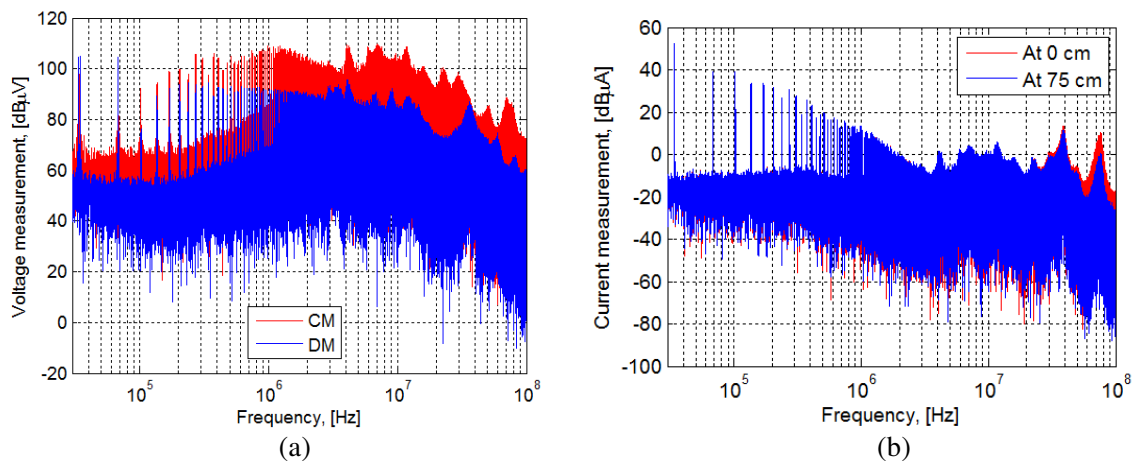 120
100
80
60
40
20
0
-20
Voltage measurement, [dBμV]
CM
DM
10^5
10^6
10^7
10^8
Frequency, [Hz]
(a)
60
40
20
0
-20
-40
-60
-80
-100
Current measurement, [dBμA]
At 0 cm
At 75 cm
10^5
10^6
10^7
10^8
Frequency, [Hz]
(b)